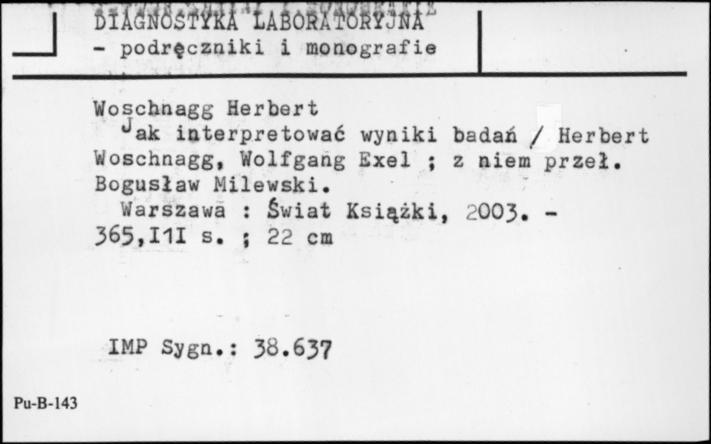 DIAGNOSTYKA LABORATORYJNA
- podręczniki i monografie
Woschnagg Herbert
Jak interpretować wyniki badań / Herbert
Woschnagg, Wolfgang Exel ; z niem przeł.
Bogusław Milewski.
Warszawa : Świat Książki, 2003. -
365,I1I s. ; 22 cm
IMP Sygn.: 38.637
Pu-B-143